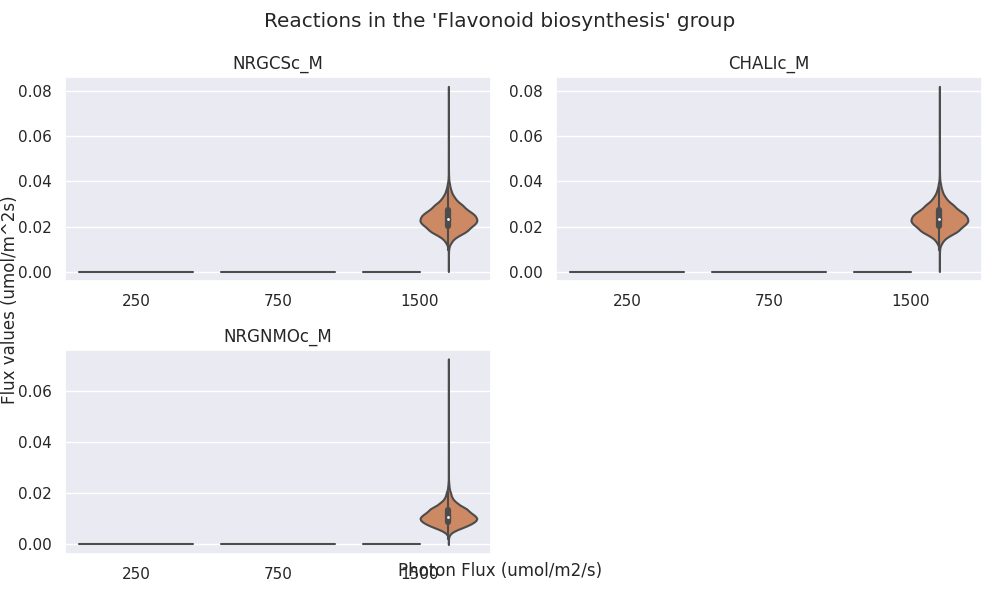 Reactions in the 'Flavonoid biosynthesis' group
NRGCSc_M
0.08
0.06
0.04
0.02
0.00
250 750 1500
CHALIc_M
0.08
0.06
0.04
0.02
0.00
250 750 1500
Flux values (umol/m^2s)
NRGNMOc_M
0.06
0.04
0.02
0.00
250 750 1500
Photon Flux (umol/m2/s)